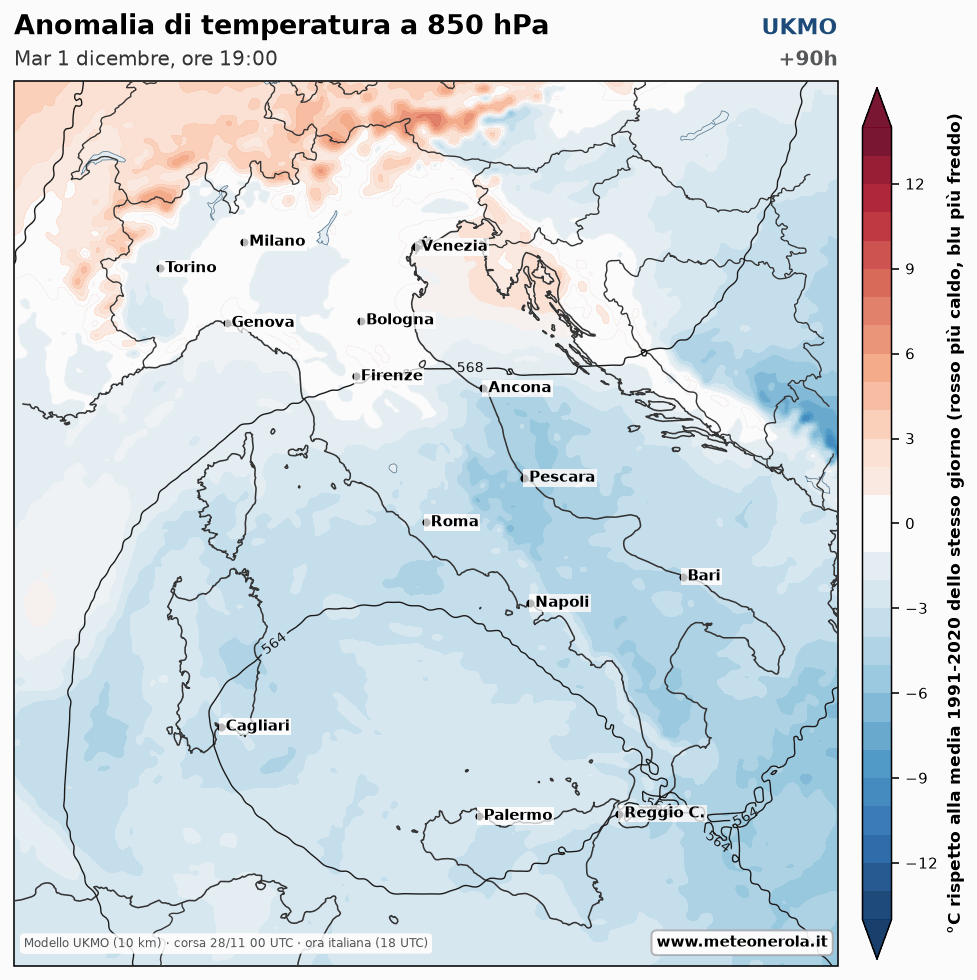 Anomalia di temperatura a 850 hPa
UKMO
Mar 1 dicembre, ore 19:00
+90h
Milano
Venezia
Torino
Genova
Bologna
568
Firenze
Ancona
Pescara
Roma
Bari
Napoli
564
Cagliari
Palermo
Reggio C.
564
564
12
9
6
3
0
−3
−6
−9
−12
°C rispetto alla media 1991-2020 dello stesso giorno (rosso più caldo, blu più freddo)
Modello UKMO (10 km) · corsa 28/11 00 UTC · ora italiana (18 UTC)
www.meteonerola.it